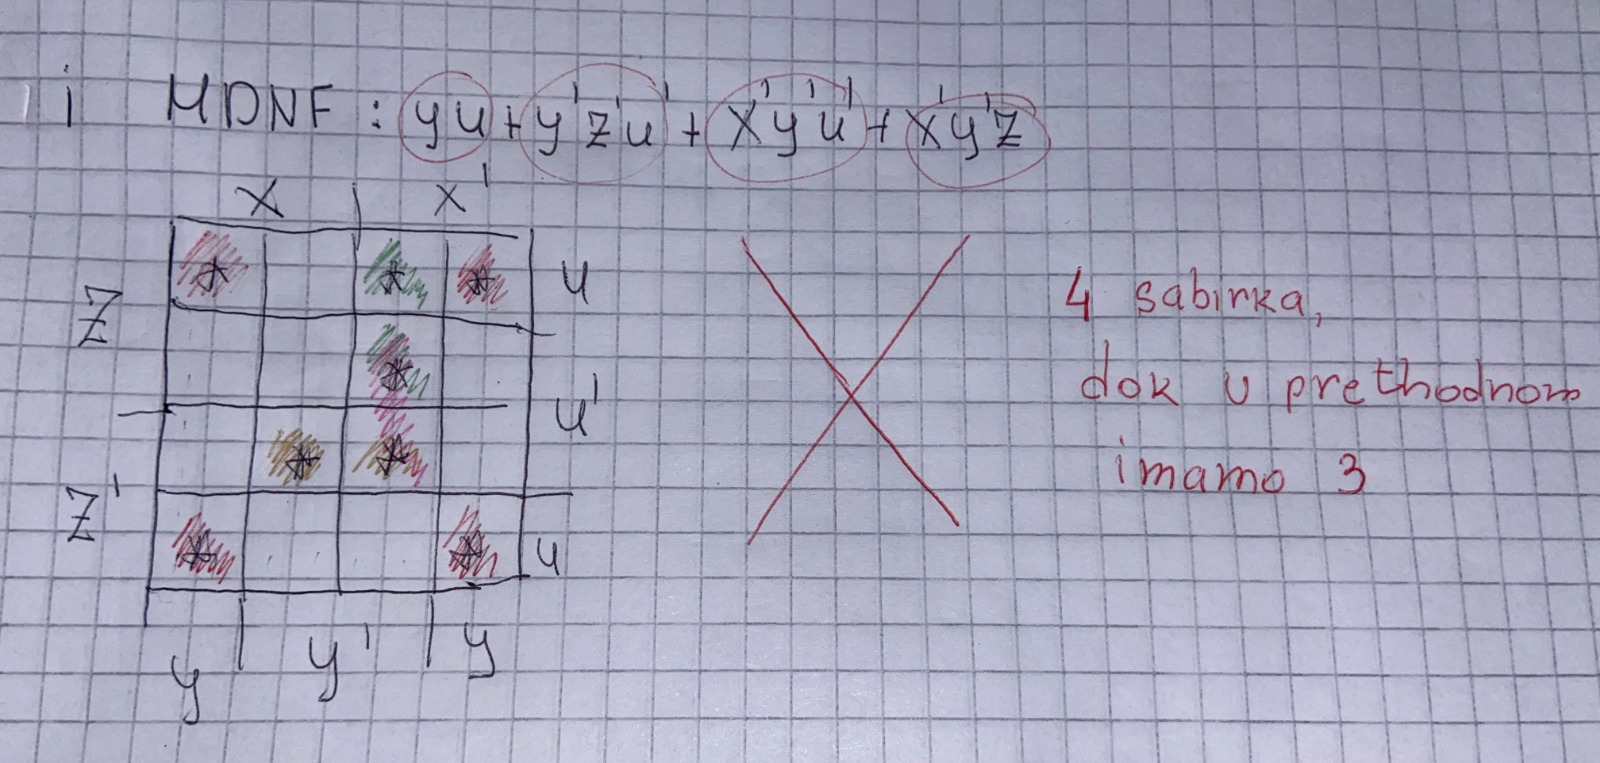 i MDNF : yu + y'z'u' + x'y'u' + x'y'z
x x'
u
z
u'
z'
u
y y' y
4 sabirka,
dok u prethodnom
imamo 3